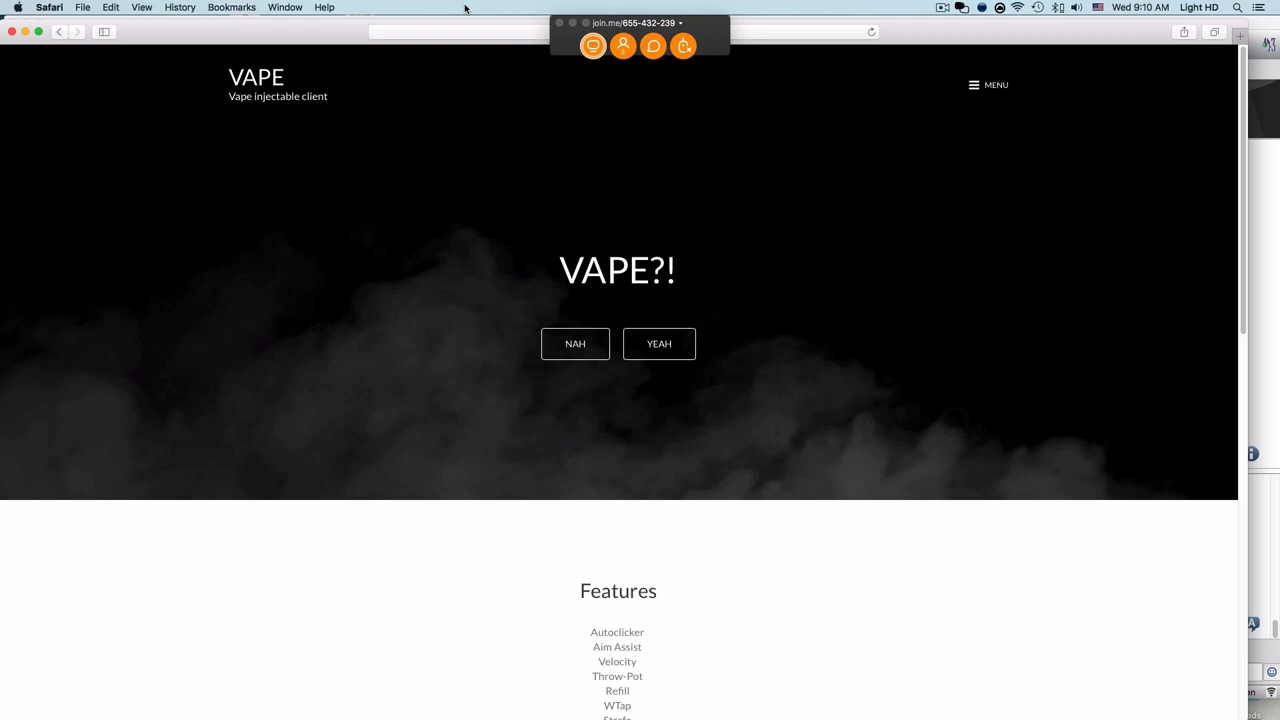 Safari File Edit View History Bookmarks Window Help
Wed 9:10 AM Light HD
join.me/655-432-239
3
VAPE
Vape injectable client
MENU
VAPE?!
NAH YEAH
Features
Autoclicker
Aim Assist
Velocity
Throw-Pot
Refill
WTap